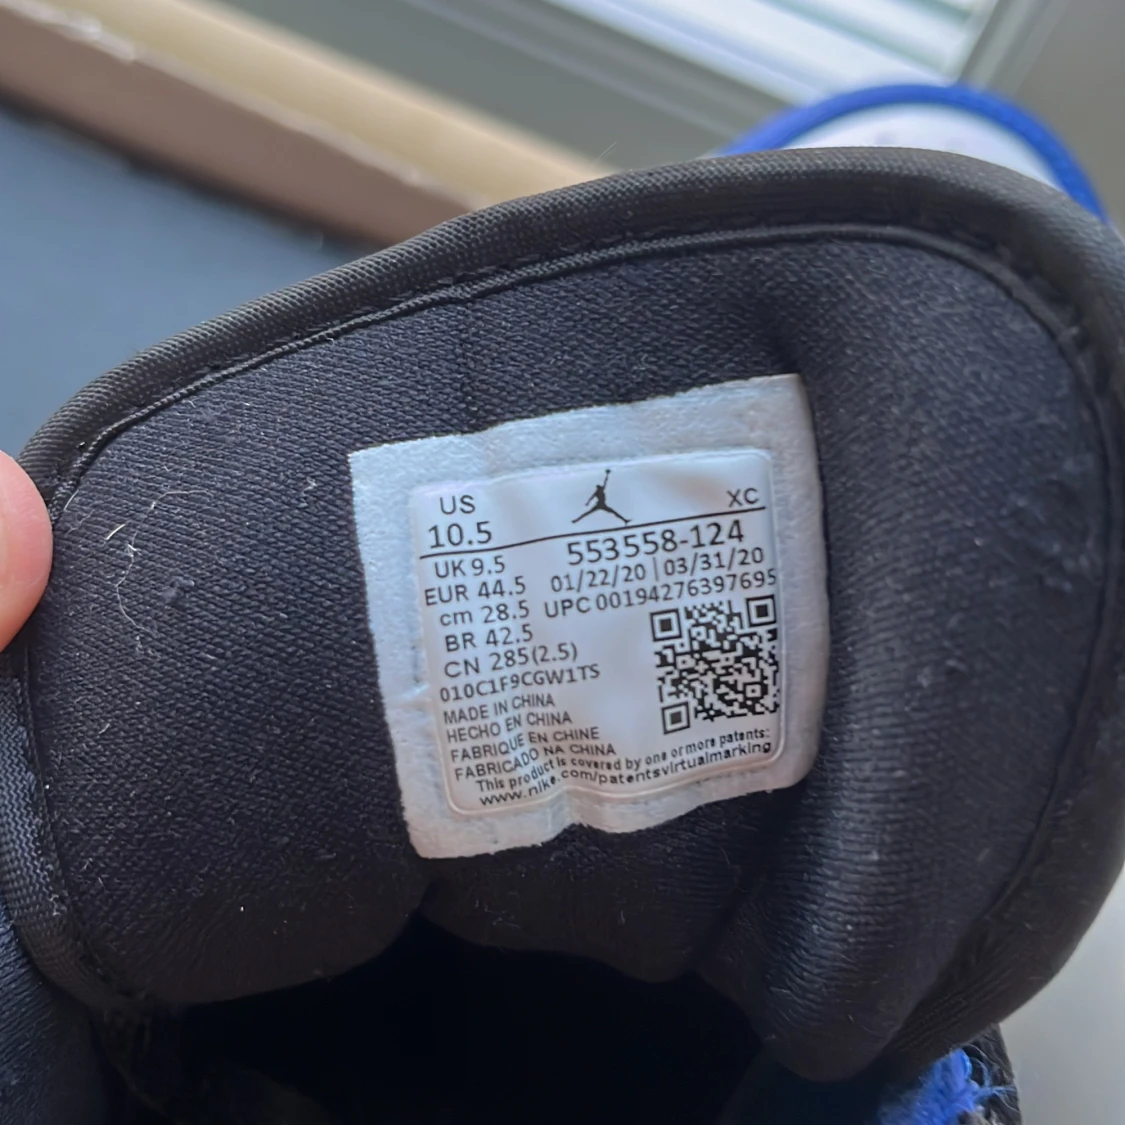 US XC
10.5 553558-124
UK 9.5 01/22/20 | 03/31/20
EUR 44.5 UPC 00194276397695
cm 28.5
BR 42.5
CN 285(2.5)
010C1F9CGW1TS
MADE IN CHINA
HECHO EN CHINA
FABRIQUE EN CHINE
FABRICADO NA CHINA
This product is covered by one or more patents:
www.nike.com/patentsvirtualmarking